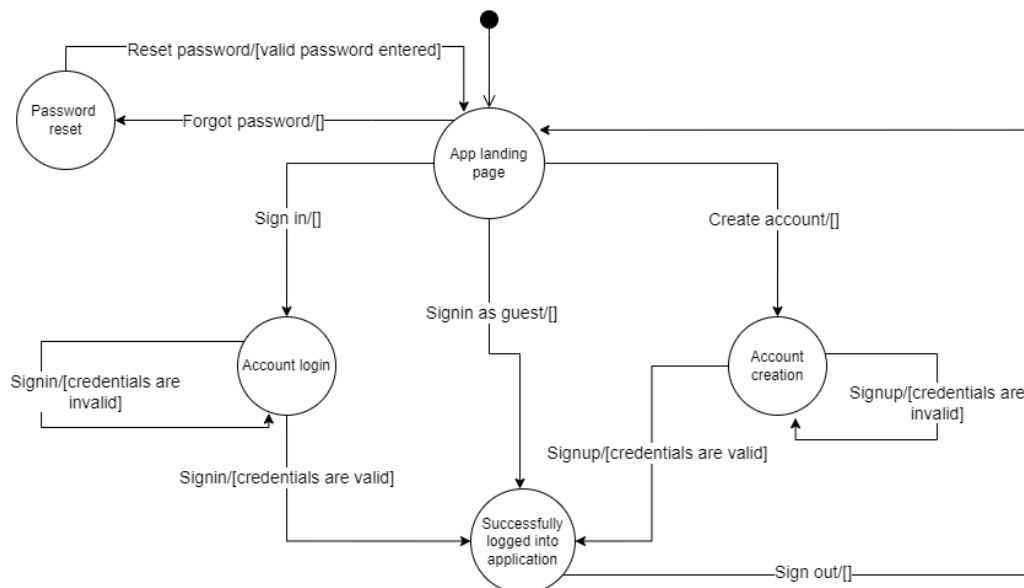 Reset password/[valid password entered]
Password
reset
Forgot password/[]
App landing
page
Sign in/[]
Create account/[]
Signin as guest/[]
Account login
Account
creation
Signin/[credentials are
invalid]
Signup/[credentials are
invalid]
Signin/[credentials are valid]
Signup/[credentials are valid]
Successfully
logged into
application
Sign out/[]